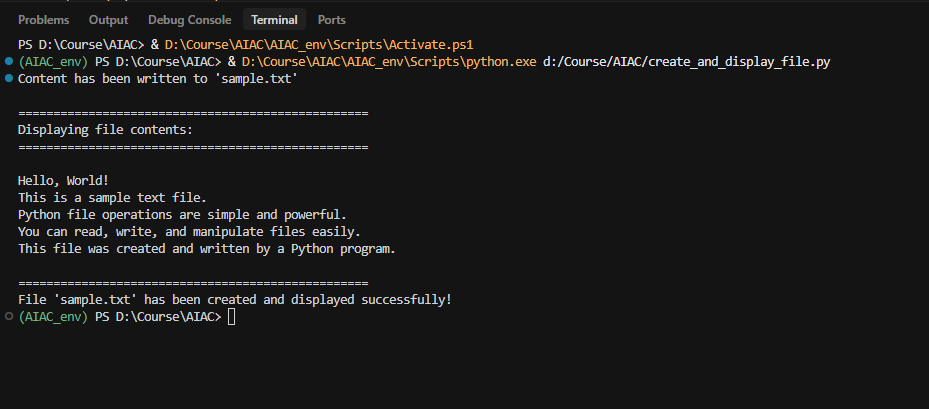 Problems Output Debug Console Terminal Ports
PS D:\Course\AIAC> & D:\Course\AIAC\AIAC_env\Scripts\Activate.ps1
(AIAC_env) PS D:\Course\AIAC> & D:\Course\AIAC\AIAC_env\Scripts\python.exe d:/Course/AIAC/create_and_display_file.py
Content has been written to 'sample.txt'
==================================================
Displaying file contents:
==================================================
Hello, World!
This is a sample text file.
Python file operations are simple and powerful.
You can read, write, and manipulate files easily.
This file was created and written by a Python program.
==================================================
File 'sample.txt' has been created and displayed successfully!
(AIAC_env) PS D:\Course\AIAC>